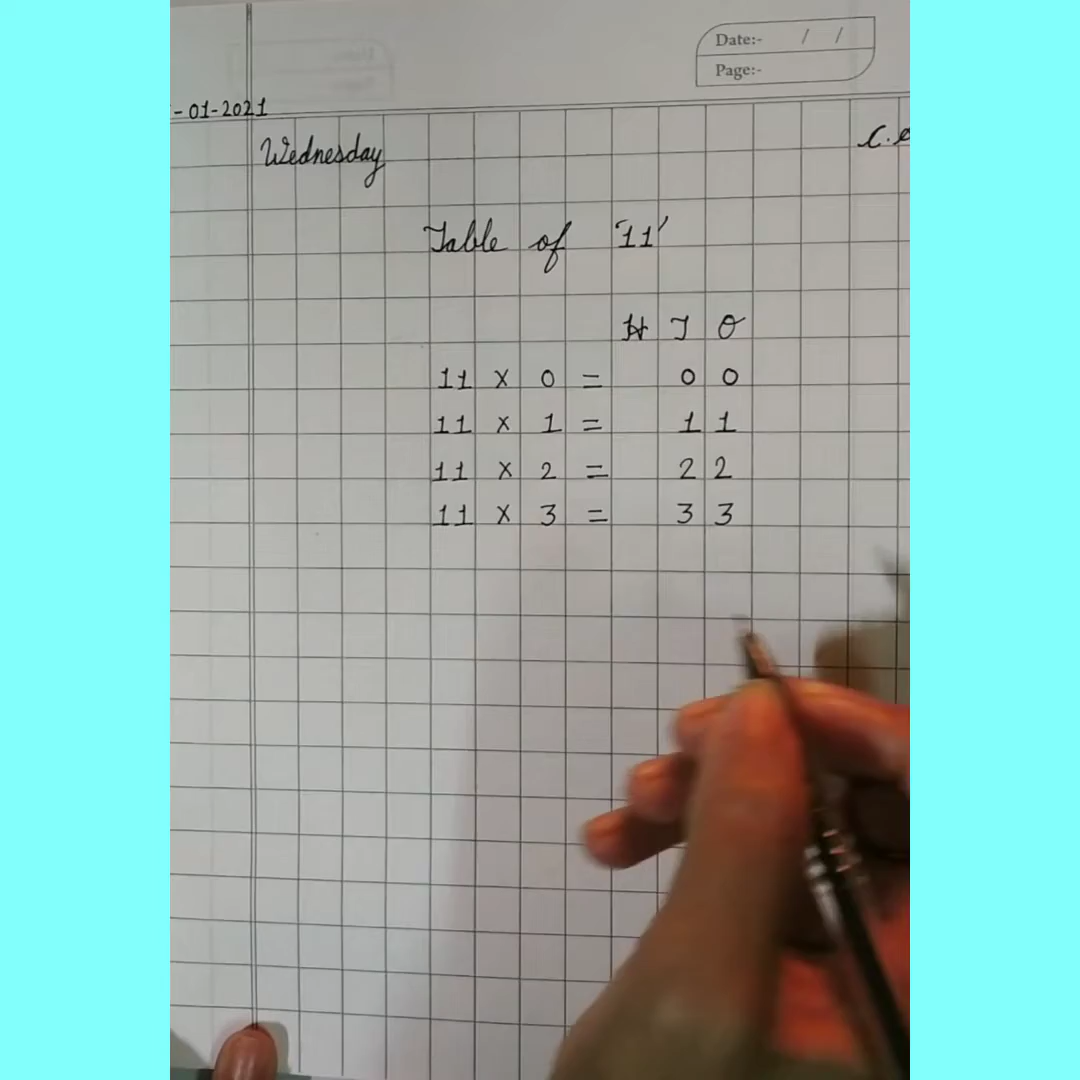 Date:- / /
Page:-
- 01-2021
Wednesday
Table of '11'
H T O
11 x 0 = 0 0
11 x 1 = 1 1
11 x 2 = 2 2
11 x 3 = 3 3